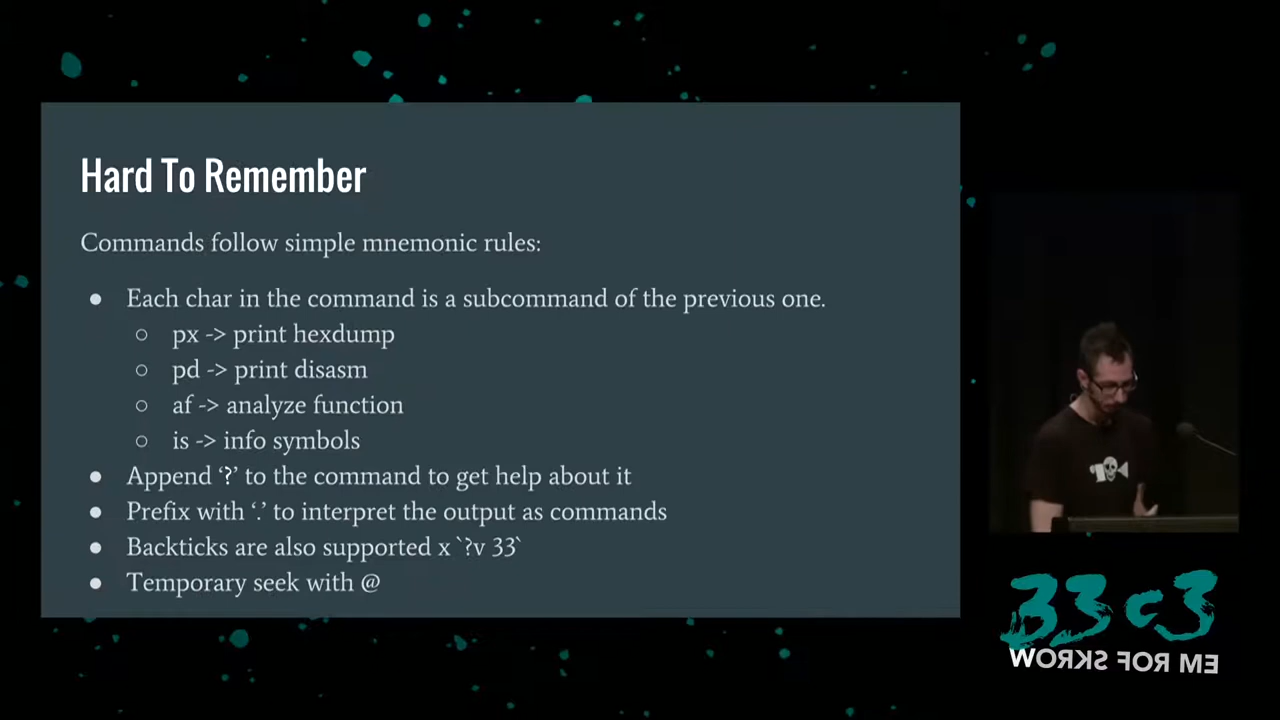 Hard To Remember
Commands follow simple mnemonic rules:
● Each char in the command is a subcommand of the previous one.
○ px -> print hexdump
○ pd -> print disasm
○ af -> analyze function
○ is -> info symbols
● Append ‘?’ to the command to get help about it
● Prefix with ‘.’ to interpret the output as commands
● Backticks are also supported x `?v 33`
● Temporary seek with @
33c3
WORKS FOR ME